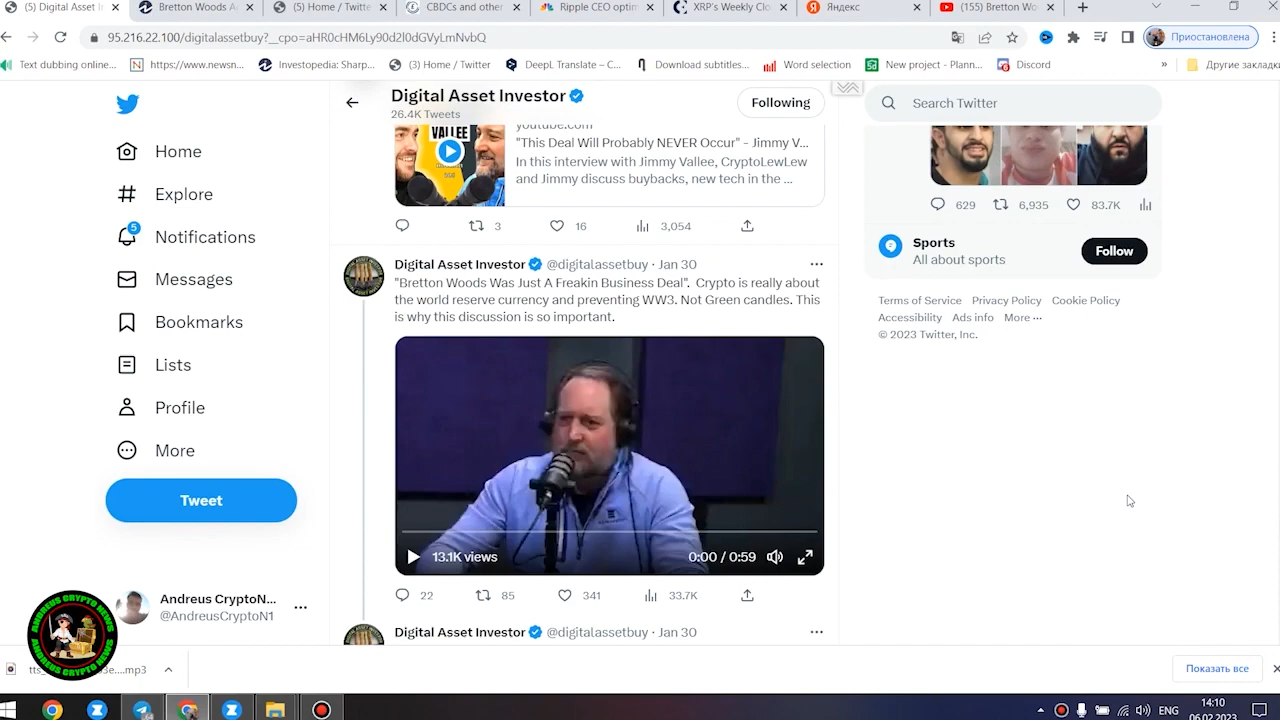 (5) Digital Asset I
Bretton Woods A
(5) Home / Twitte
CBDCs and other
Ripple CEO optim
XRP's Weekly Clo
Яндекс
(155) Bretton Wo
95.216.22.100/digitalassetbuy?__cpo=aHR0cHM6Ly90d2l0dGVyLmNvbQ
Приостановлена
Text dubbing online...
https://www.newsn...
Investopedia: Sharp...
(3) Home / Twitter
DeepL Translate – C...
Download subtitles...
Word selection
New project - Plann...
Discord
»
Другие закладки
Home
Explore
5
Notifications
Messages
Bookmarks
Lists
Profile
More
Tweet
Andreus CryptoN...
@AndreusCryptoN1
Digital Asset Investor
26.4K Tweets
Following
VALLEE
youtube.com
"This Deal Will Probably NEVER Occur" - Jimmy V...
In this interview with Jimmy Vallee, CryptoLewLew
and Jimmy discuss buybacks, new tech in the ...
3
16
3,054
Digital Asset Investor @digitalassetbuy · Jan 30
"Bretton Woods Was Just A Freakin Business Deal". Crypto is really about
the world reserve currency and preventing WW3. Not Green candles. This
is why this discussion is so important.
13.1K views
0:00 / 0:59
22
85
341
33.7K
Digital Asset Investor @digitalassetbuy · Jan 30
Search Twitter
629
6,935
83.7K
Sports
All about sports
Follow
Terms of Service Privacy Policy Cookie Policy
Accessibility Ads info More ···
© 2023 Twitter, Inc.
ANDREUS CRYPTO NEWS
ANDREUS CRYPTO NEWS
Показать все
ENG
14:10
06.02.2023